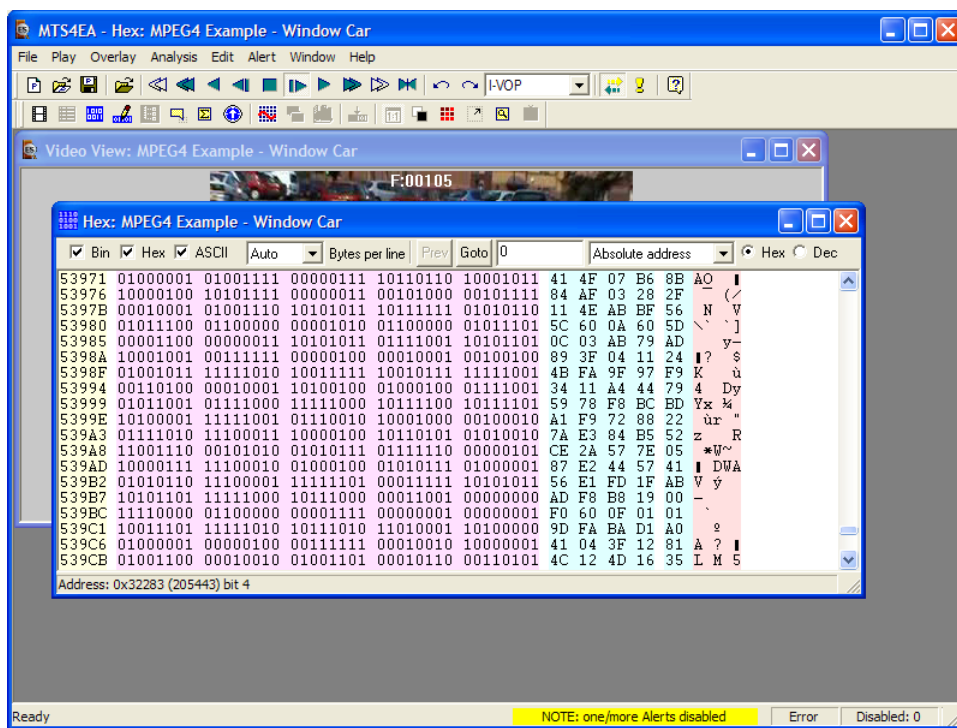 MTS4EA - Hex: MPEG4 Example - Window Car
File Play Overlay Analysis Edit Alert Window Help
I-VOP
Video View: MPEG4 Example - Window Car
F:00105
Hex: MPEG4 Example - Window Car
Bin Hex ASCII Auto Bytes per line Prev Goto 0 Absolute address Hex Dec
53971 01000001 01001111 00000111 10110110 10001011 41 4F 07 B6 8B AO
53976 10000100 10101111 00000011 00101000 00101111 84 AF 03 28 2F ¯ (/
5397B 00010001 01001110 10101011 10111111 01010110 11 4E AB BF 56 N V
53980 01011100 01100000 00001010 01100000 01011101 5C 60 0A 60 5D \` `]
53985 00001100 00000011 10101011 01111001 10101101 0C 03 AB 79 AD y-
5398A 10001001 00111111 00000100 00010001 00100100 89 3F 04 11 24 ? $
5398F 01001011 11111010 10011111 10010111 11111001 4B FA 9F 97 F9 K ù
53994 00110100 00010001 10100100 01000100 01111001 34 11 A4 44 79 4 Dy
53999 01011001 01111000 11111000 10111100 10111101 59 78 F8 BC BD Yx ¼
5399E 10100001 11111001 01110010 10001000 00100010 A1 F9 72 88 22 ùr "
539A3 01111010 11100011 10000100 10110101 01010010 7A E3 84 B5 52 z R
539A8 11001110 00101010 01010111 01111110 00000101 CE 2A 57 7E 05 *W~
539AD 10000111 11100010 01000100 01010111 01000001 87 E2 44 57 41 DWA
539B2 01010110 11100001 11111101 00011111 10101011 56 E1 FD 1F AB V ý
539B7 10101101 11111000 10111000 00011001 00000000 AD F8 B8 19 00 -
539BC 11110000 01100000 00001111 00000001 00000001 F0 60 0F 01 01 `
539C1 10011101 11111010 10111010 11010001 10100000 9D FA BA D1 A0 º
539C6 01000001 00000100 00111111 00010010 10000001 41 04 3F 12 81 A ?
539CB 01001100 00010010 01001101 00010110 00110101 4C 12 4D 16 35 L M 5
Address: 0x32283 (205443) bit 4
Ready NOTE: one/more Alerts disabled Error Disabled: 0